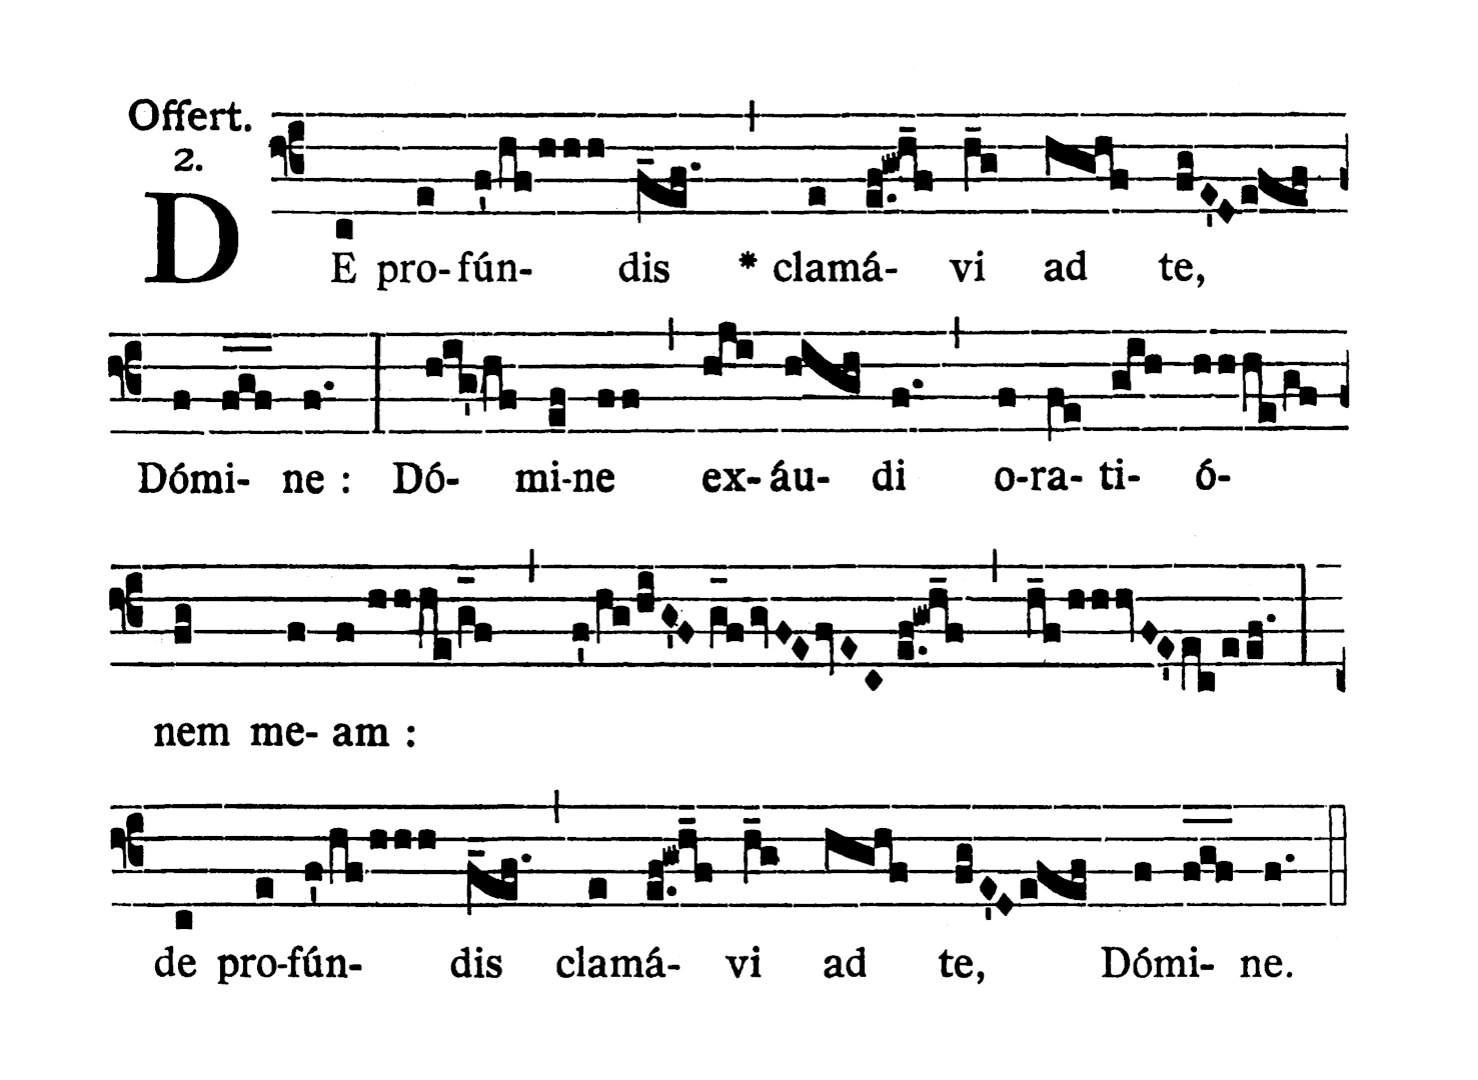 Offert.
2.
DE pro-fún- dis * clamá- vi ad te,
Dómi- ne : Dó- mi-ne ex-áu- di o-ra-ti- ó-
nem me- am :
de pro-fún- dis clamá- vi ad te, Dómi- ne.